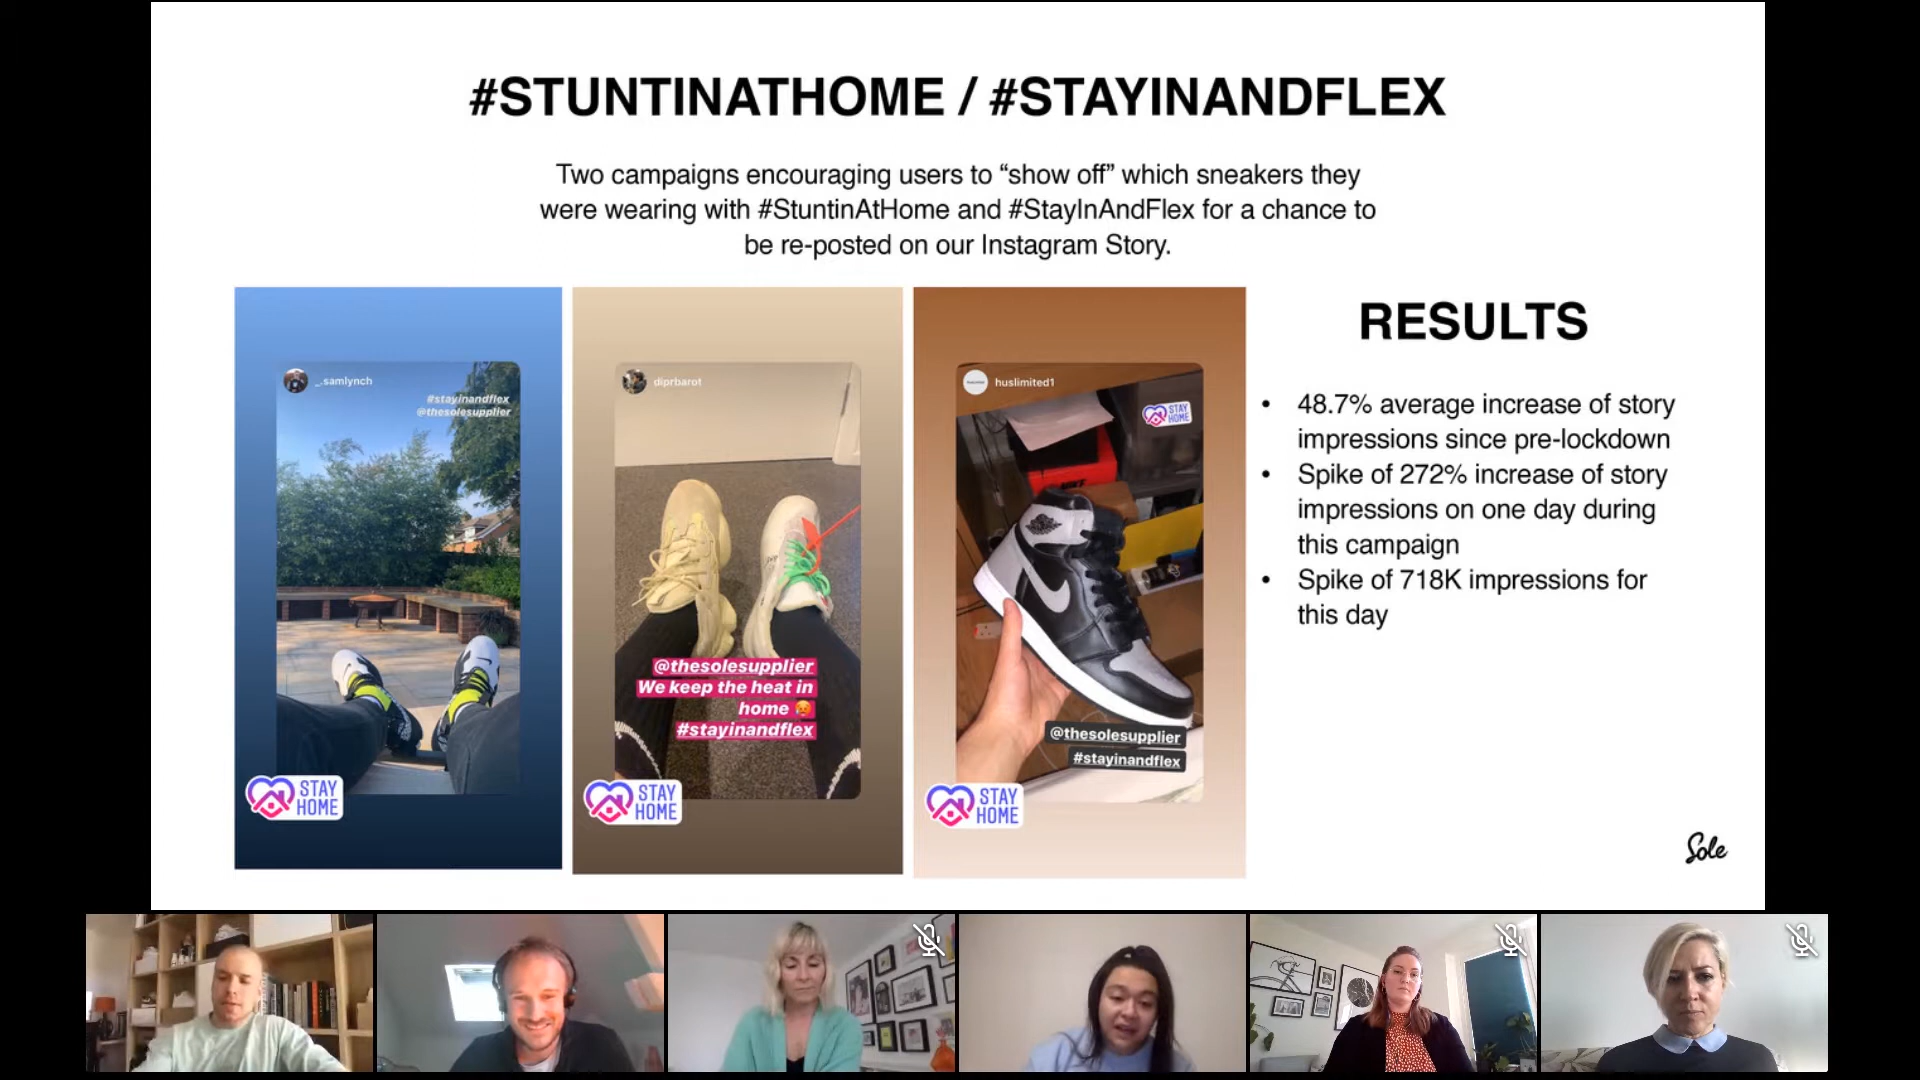 #STUNTINATHOME / #STAYINANDFLEX
Two campaigns encouraging users to “show off” which sneakers they
were wearing with #StuntinAtHome and #StayInAndFlex for a chance to
be re-posted on our Instagram Story.
_.samlynch
#stayinandflex
@thesolesupplier
STAY
HOME
diprbarot
@thesolesupplier
We keep the heat in
home 🥵
#stayinandflex
STAY
HOME
huslimited1
STAY
HOME
@thesolesupplier
#stayinandflex
STAY
HOME
RESULTS
• 48.7% average increase of story
impressions since pre-lockdown
• Spike of 272% increase of story
impressions on one day during
this campaign
• Spike of 718K impressions for
this day
Sole